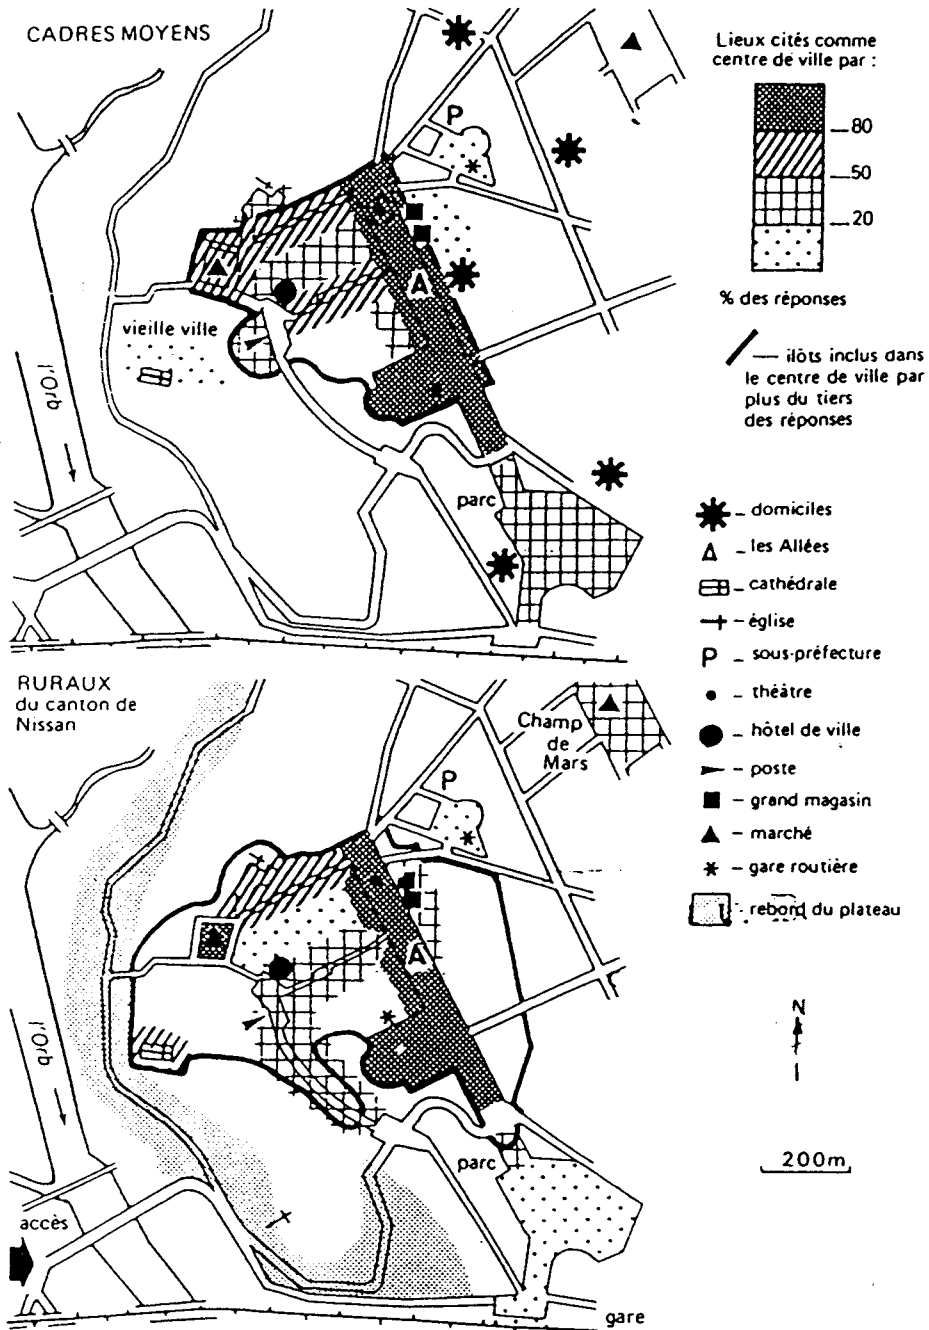 CADRES MOYENS
P
A
vieille ville
l'Orb
parc
Lieux cités comme
centre de ville par :
80
50
20
% des réponses
— ilôts inclus dans
le centre de ville par
plus du tiers
des réponses
– domiciles
Δ – les Allées
– cathédrale
– église
P – sous-préfecture
– théâtre
– hôtel de ville
– poste
– grand magasin
– marché
– gare routière
– rebord du plateau
N
200m
RURAUX
du canton de
Nissan
Champ
de
Mars
P
A
l'Orb
parc
accès
gare